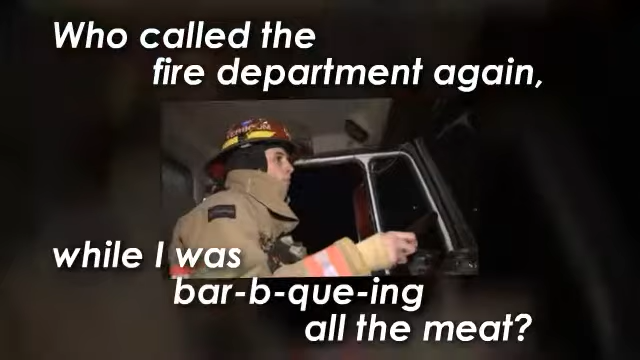 Who called the
fire department again,
while I was
bar-b-que-ing
all the meat?